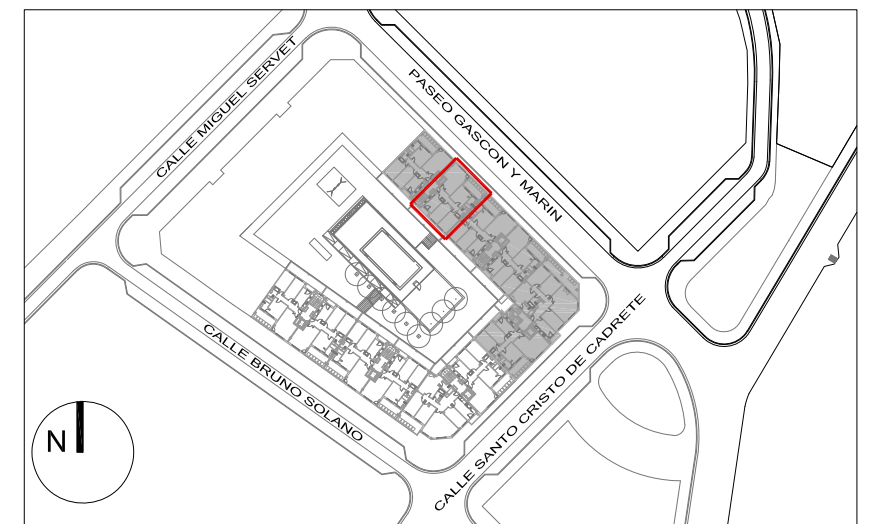 CALLE MIGUEL SERVET
PASEO GASCON Y MARIN
CALLE BRUNO SOLANO
CALLE SANTO CRISTO DE CADRETE
N